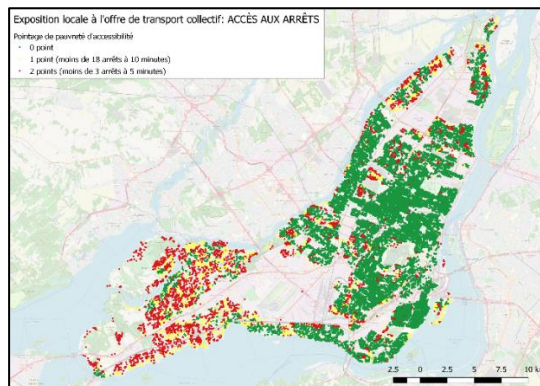 Exposition locale à l'offre de transport collectif: ACCÈS AUX ARRÊTS
Pointage de pauvreté d'accessibilité
0 point
1 point (moins de 18 arrêts à 10 minutes)
2 points (moins de 3 arrêts à 5 minutes)
2.5 0 2.5 5 7.5 10 km